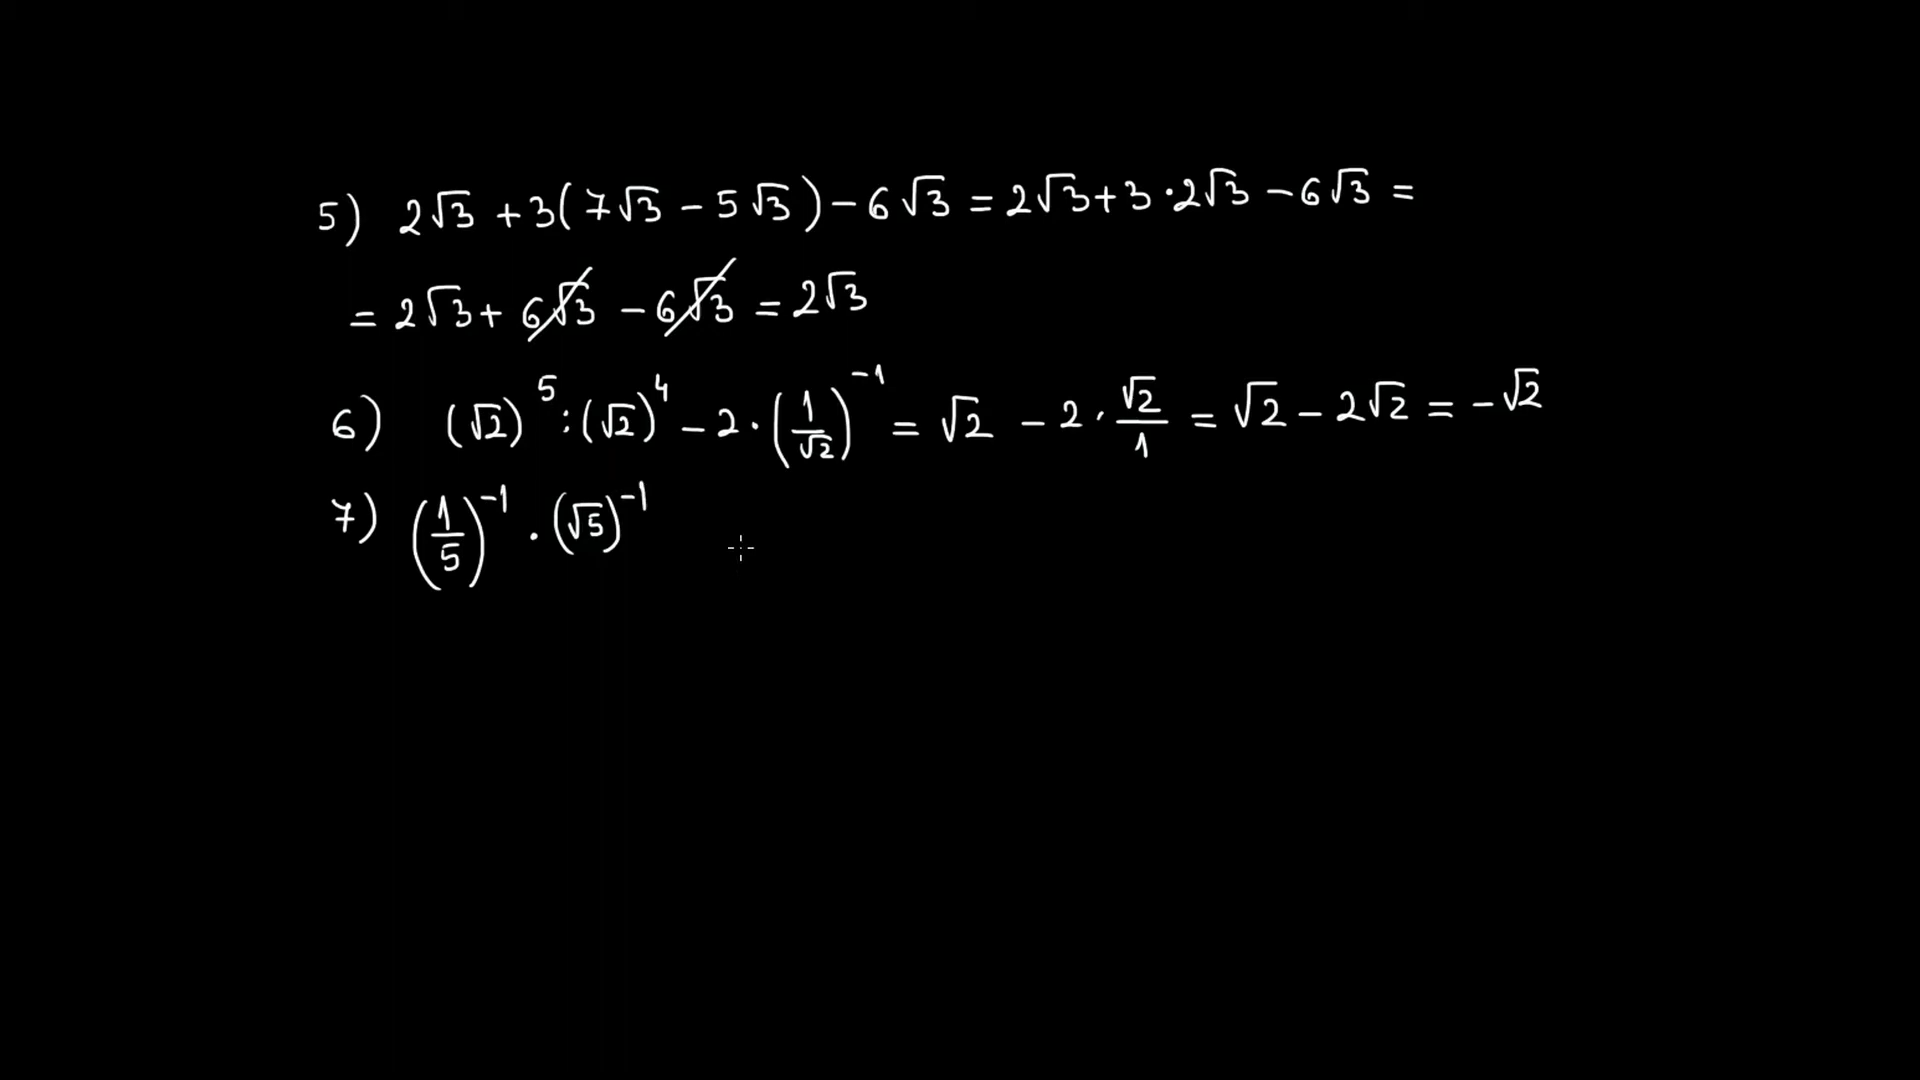 5) 2√3 + 3(7√3 − 5√3) − 6√3 = 2√3 + 3 · 2√3 − 6√3 =
= 2√3 + 6√3 − 6√3 = 2√3
6) (√2)⁵ : (√2)⁴ − 2 · (1/√2)⁻¹ = √2 − 2 · √2/1 = √2 − 2√2 = −√2
7) (1/5)⁻¹ · (√5)⁻¹